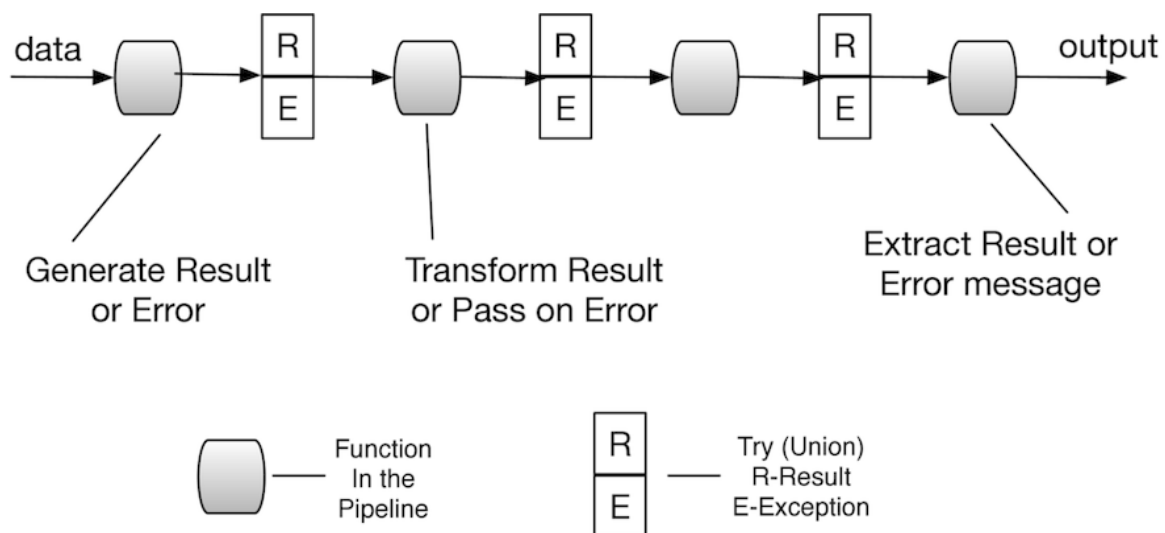 data
R
E
R
E
R
E
output
Generate Result
or Error
Transform Result
or Pass on Error
Extract Result or
Error message
Function
In the
Pipeline
R
E
Try (Union)
R-Result
E-Exception